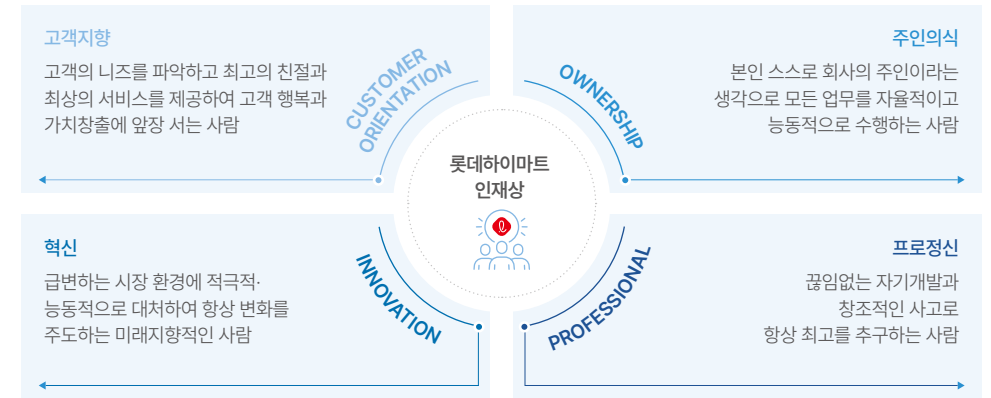 고객지향
고객의 니즈를 파악하고 최고의 친절과
최상의 서비스를 제공하여 고객 행복과
가치창출에 앞장 서는 사람
CUSTOMER
ORIENTATION
주인의식
본인 스스로 회사의 주인이라는
생각으로 모든 업무를 자율적이고
능동적으로 수행하는 사람
OWNERSHIP
롯데하이마트
인재상
혁신
급변하는 시장 환경에 적극적·
능동적으로 대처하여 항상 변화를
주도하는 미래지향적인 사람
INNOVATION
프로정신
끊임없는 자기개발과
창조적인 사고로
항상 최고를 추구하는 사람
PROFESSIONAL